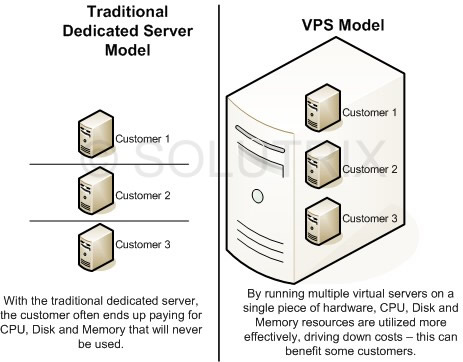 Traditional
Dedicated Server
Model
Customer 1
Customer 2
Customer 3
With the traditional dedicated server,
the customer often ends up paying for
CPU, Disk and Memory that will never
be used.
VPS Model
Customer 1
Customer 2
Customer 3
By running multiple virtual servers on a
single piece of hardware, CPU, Disk and
Memory resources are utilized more
effectively, driving down costs – this can
benefit some customers.
© SOLUTRIX